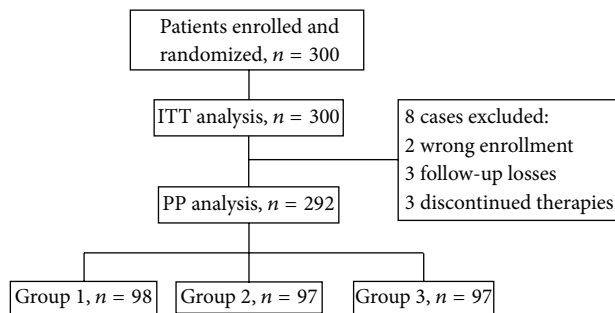 Patients enrolled and
randomized, n = 300
ITT analysis, n = 300
8 cases excluded:
2 wrong enrollment
3 follow-up losses
3 discontinued therapies
PP analysis, n = 292
Group 1, n = 98
Group 2, n = 97
Group 3, n = 97